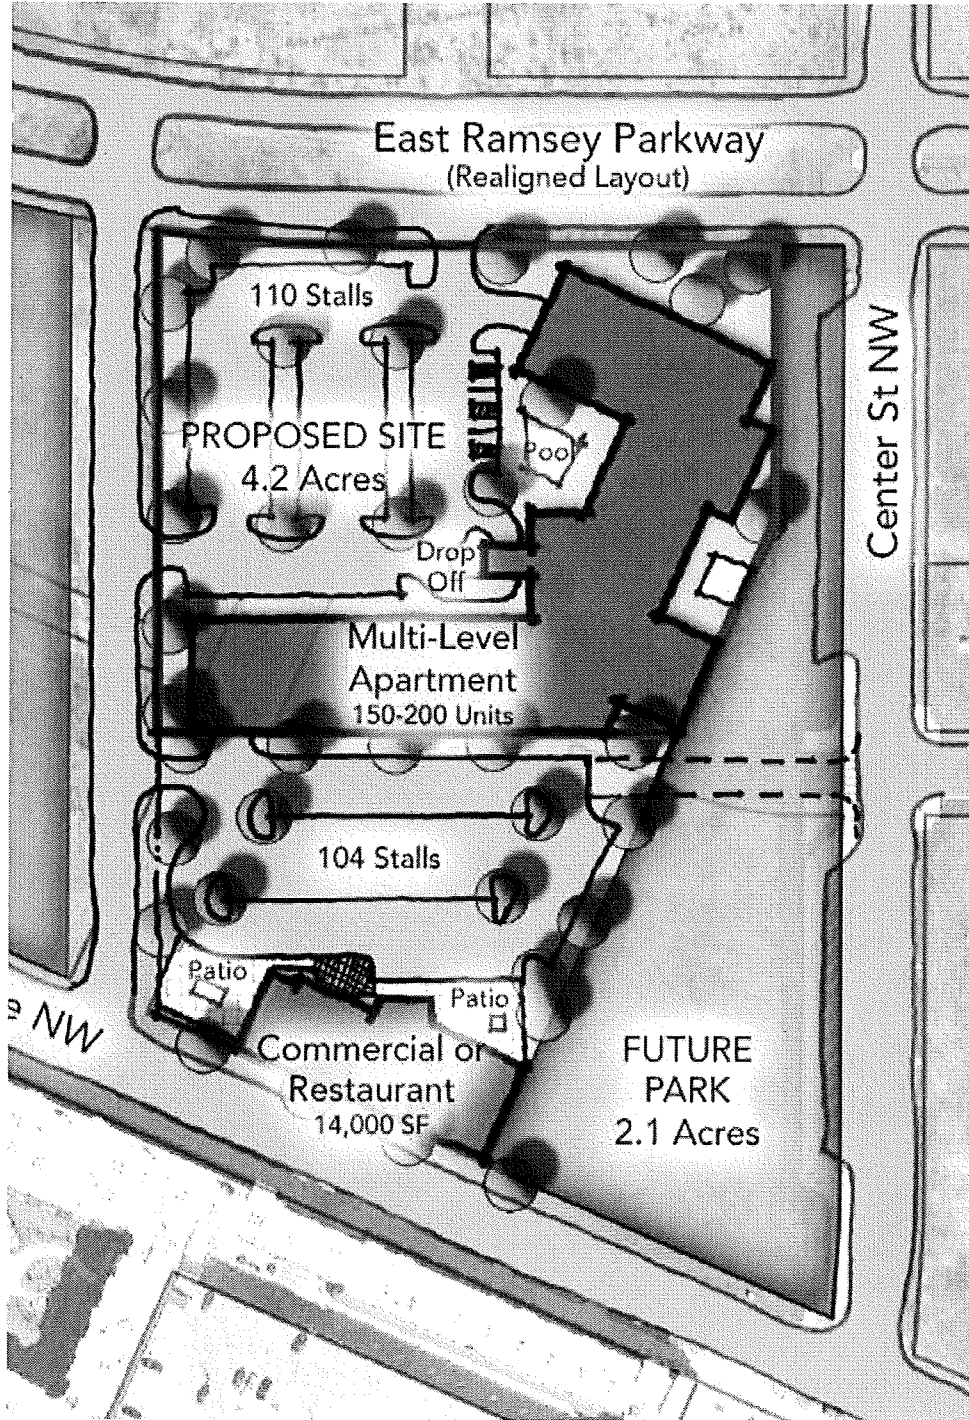 East Ramsey Parkway
(Realigned Layout)
110 Stalls
Center St NW
PROPOSED SITE
4.2 Acres
Pool
Drop
Off
Multi-Level
Apartment
150-200 Units
104 Stalls
Patio
Patio
NW
Commercial or
Restaurant
14,000 SF
FUTURE
PARK
2.1 Acres